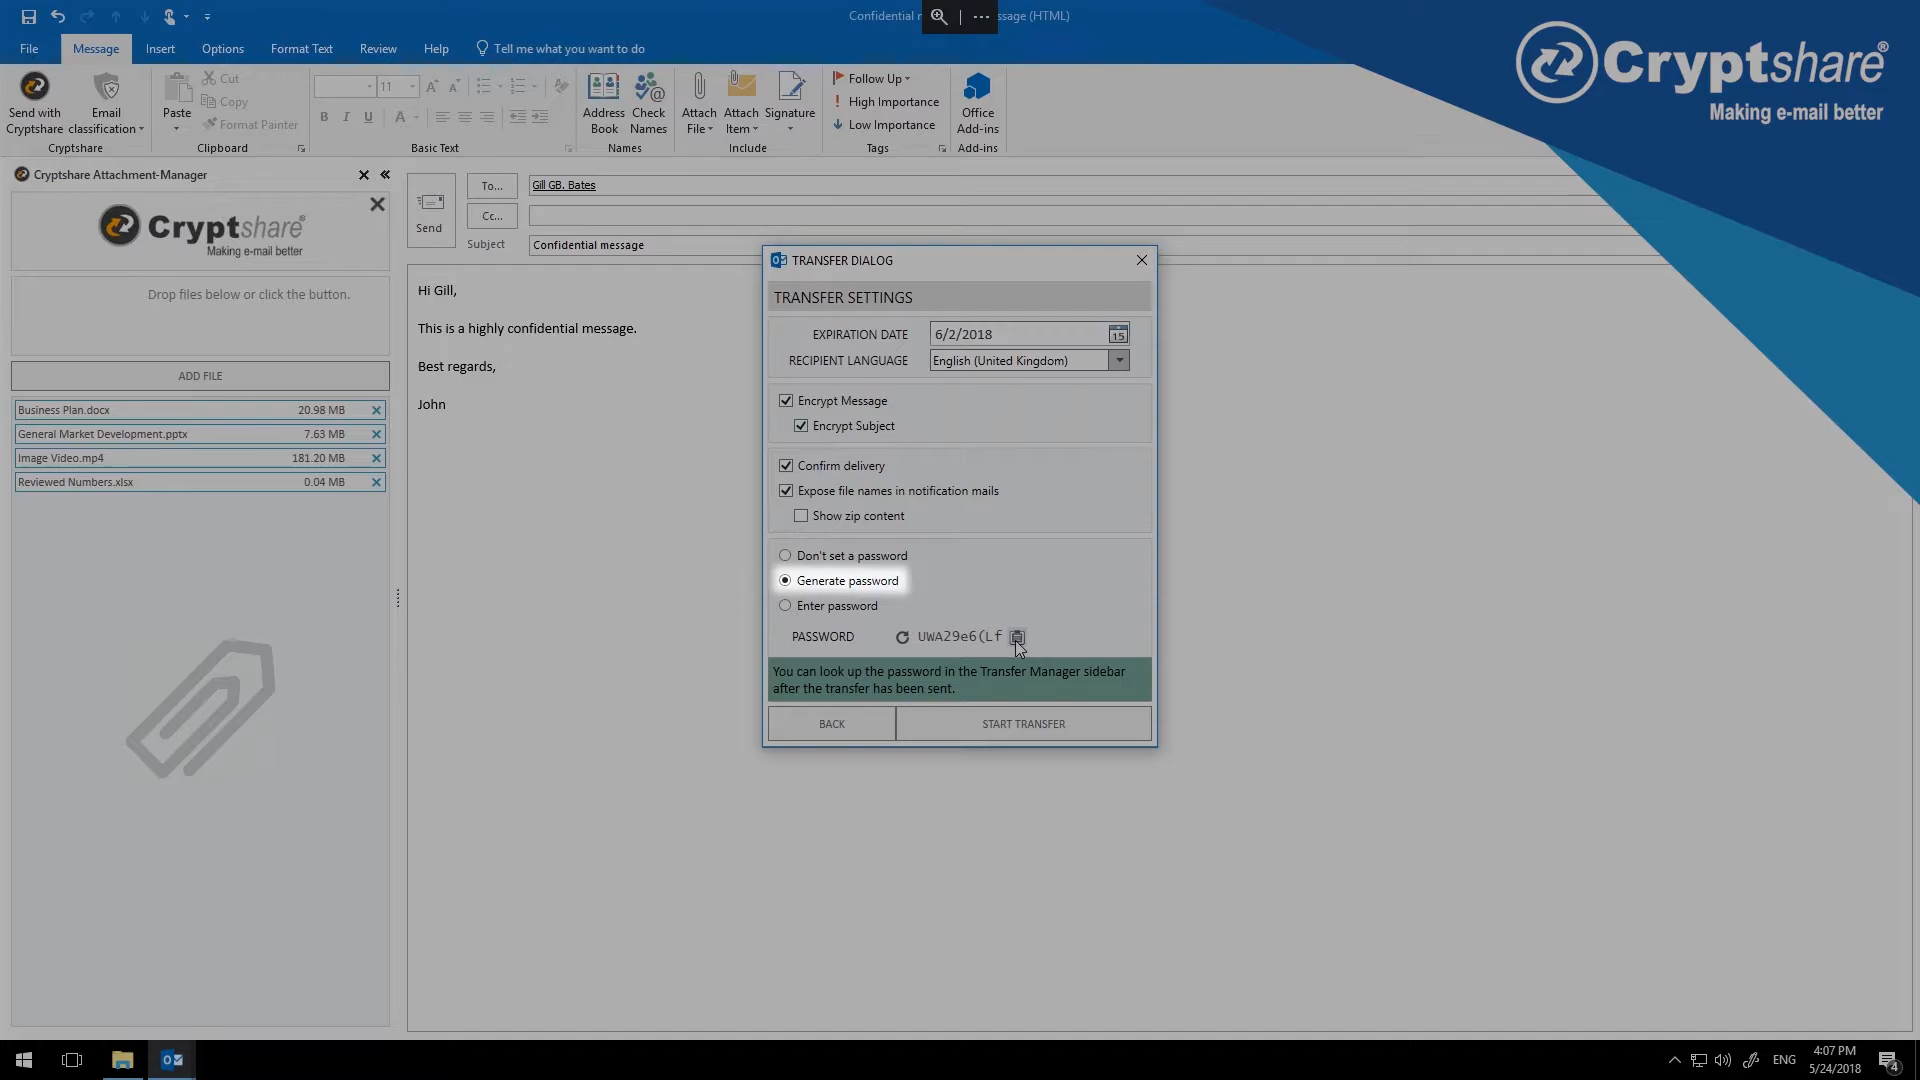 Confidential
ssage (HTML)
File
Message
Insert
Options
Format Text
Review
Help
Tell me what you want to do
Cryptshare®
Making e-mail better
Send with
Cryptshare
Email
classification
Cryptshare
Paste
Cut
Copy
Format Painter
Clipboard
11
B I U A
Basic Text
Address
Book
Check
Names
Names
Attach
File
Attach
Item
Signature
Include
Follow Up
High Importance
Low Importance
Tags
Office
Add-ins
Add-ins
Cryptshare Attachment-Manager
Cryptshare®
Making e-mail better
Drop files below or click the button.
ADD FILE
Business Plan.docx 20.98 MB
General Market Development.pptx 7.63 MB
Image Video.mp4 181.20 MB
Reviewed Numbers.xlsx 0.04 MB
Send
To...
Gill GB. Bates
Cc...
Subject
Confidential message
Hi Gill,
This is a highly confidential message.
Best regards,
John
TRANSFER DIALOG
TRANSFER SETTINGS
EXPIRATION DATE 6/2/2018 15
RECIPIENT LANGUAGE English (United Kingdom)
Encrypt Message
Encrypt Subject
Confirm delivery
Expose file names in notification mails
Show zip content
Don't set a password
Generate password
Enter password
PASSWORD UWA29e6(Lf
You can look up the password in the Transfer Manager sidebar
after the transfer has been sent.
BACK
START TRANSFER
ENG
4:07 PM
5/24/2018
4